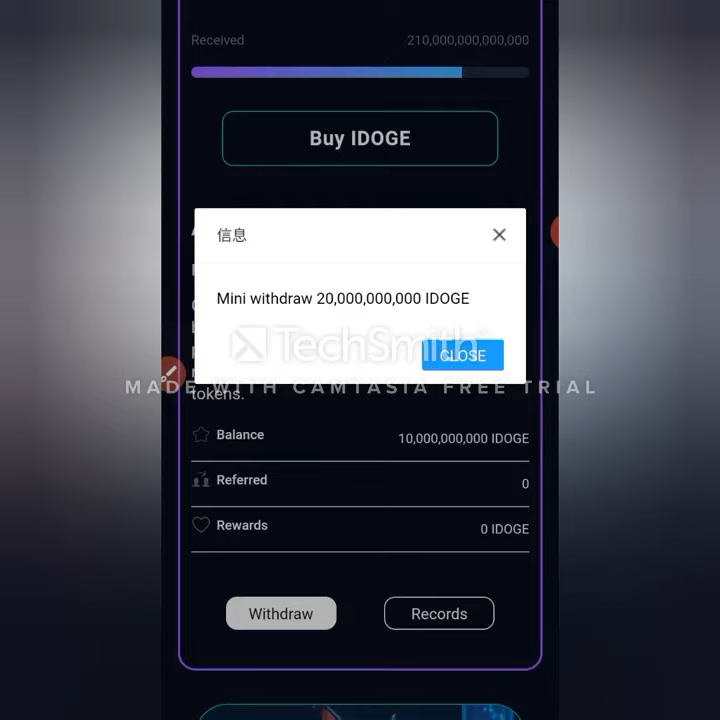 Received 210,000,000,000,000
Buy IDOGE
信息
Mini withdraw 20,000,000,000 IDOGE
TechSmith
CLOSE
MADE WITH CAMTASIA FREE TRIAL
tokens.
Balance 10,000,000,000 IDOGE
Referred 0
Rewards 0 IDOGE
Withdraw Records